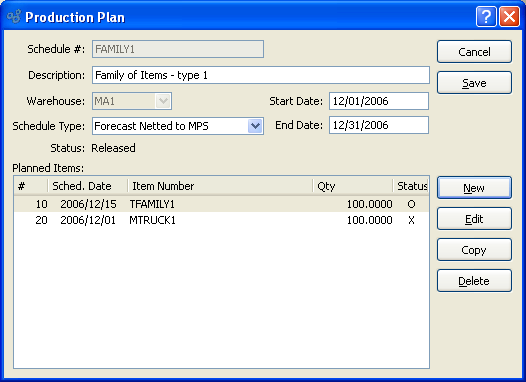 Production Plan
Schedule #: FAMILY1
Cancel
Description: Family of Items - type 1
Save
Warehouse: MA1 Start Date: 12/01/2006
Schedule Type: Forecast Netted to MPS End Date: 12/31/2006
Status: Released
Planned Items:
# Sched. Date Item Number Qty Status
10 2006/12/15 TFAMILY1 100.0000 O
20 2006/12/01 MTRUCK1 100.0000 X
New
Edit
Copy
Delete